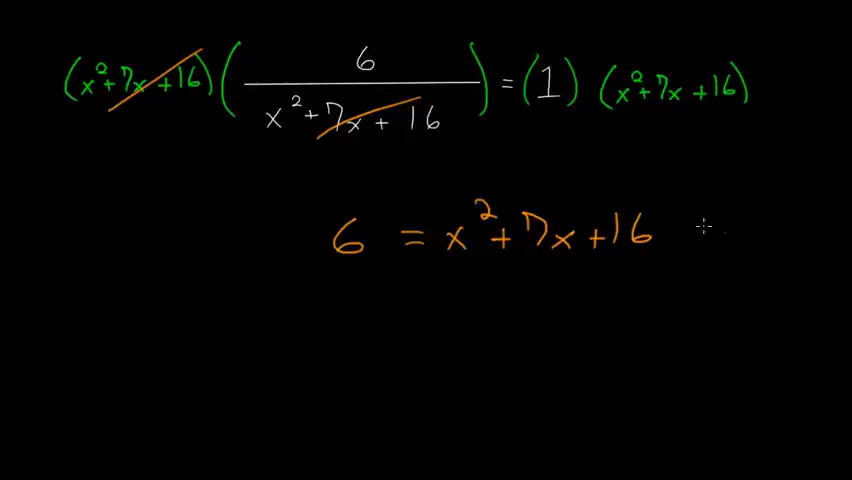 (x²+7x+16)(6/(x²+7x+16)) = (1)(x²+7x+16)
6 = x²+7x+16